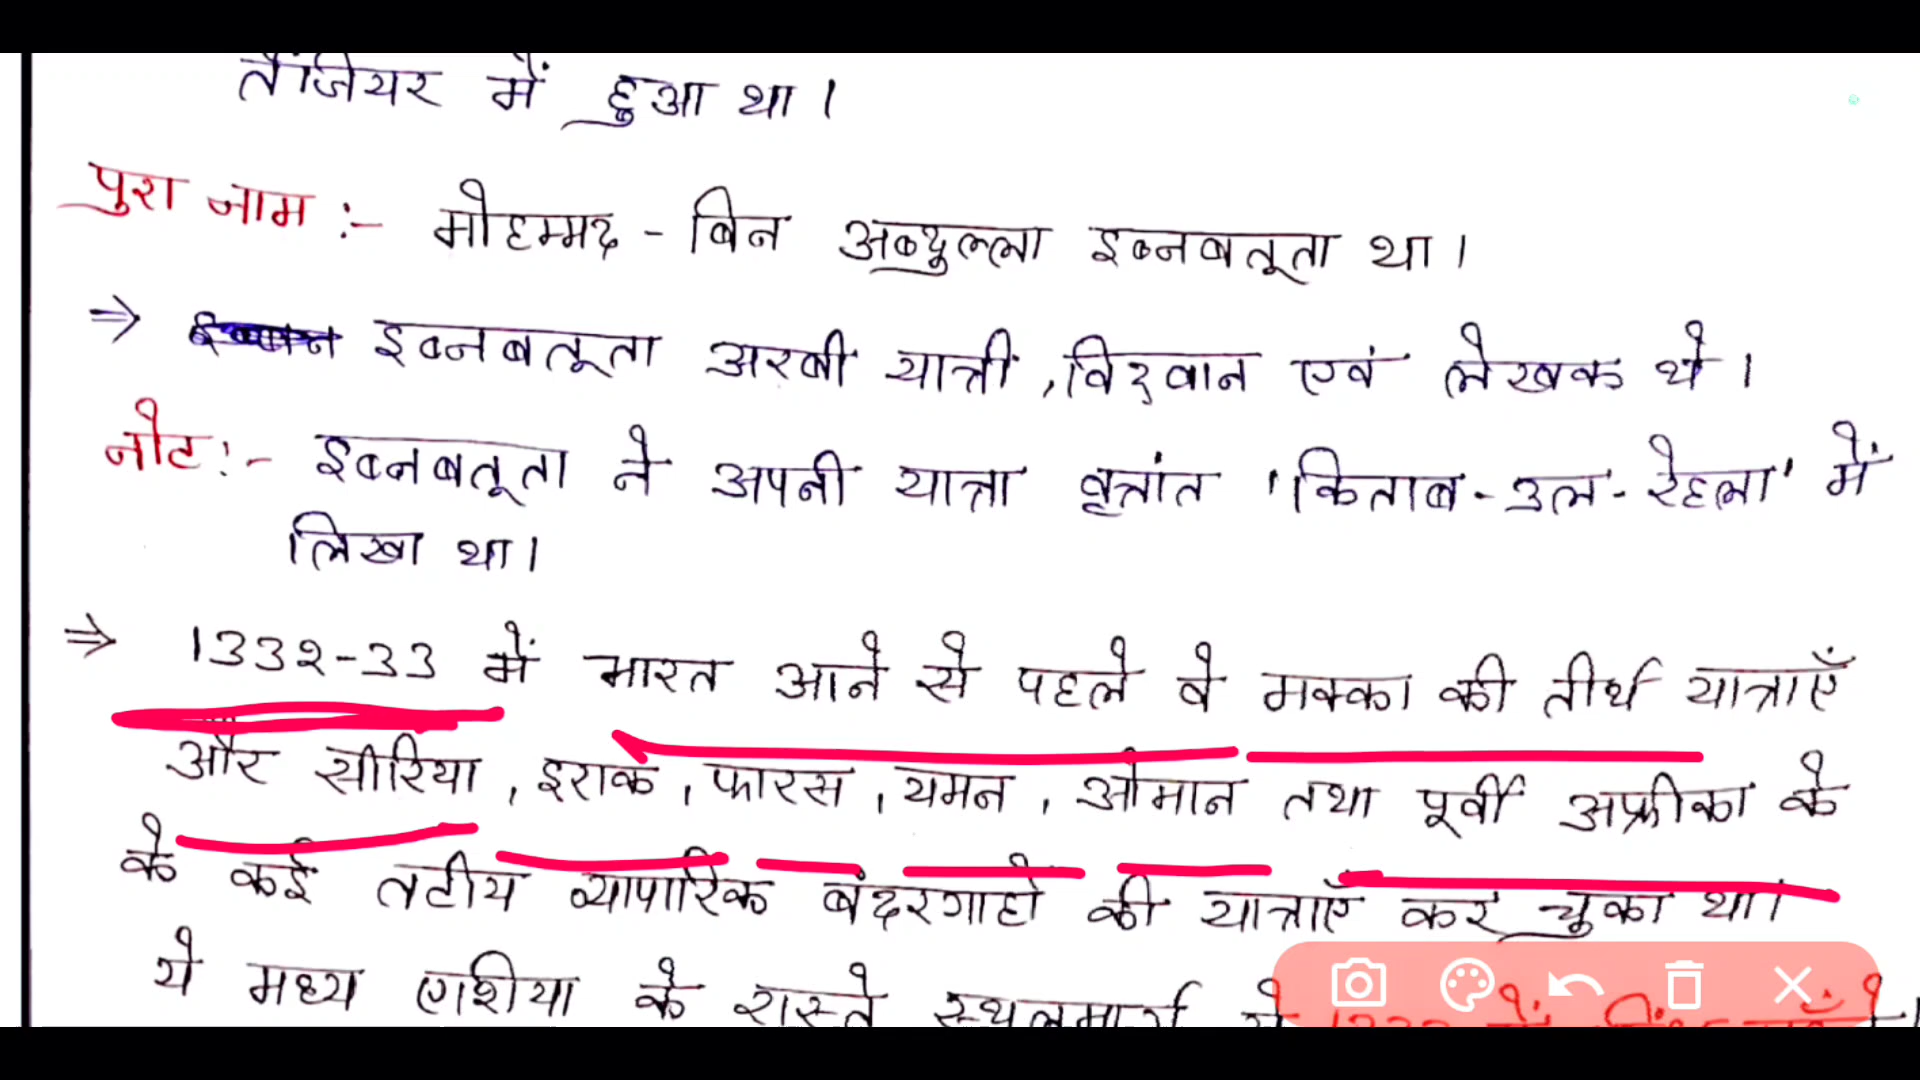 तैंजियर में हुआ था।
पुरा नाम :- मोहम्मद - बिन अब्दुल्ला इब्नबतूता था।
⇒ इब्नबतूता अरबी यात्री, विद्वान एवं लेखक थे।
नोट :- इब्नबतूता ने अपनी यात्रा वृत्तांत 'किताब-उल-रेहला' में
लिखा था।
⇒ 1332-33 में भारत आने से पहले वे मक्का की तीर्थ यात्राएँ
और सीरिया, इराक, फारस, यमन, ओमान तथा पूर्वी अफ्रीका के
के कई तटीय व्यापारिक बंदरगाहो की यात्राएँ कर चुका था।
ये मध्य एशिया के रास्ते स्थलमार्ग से